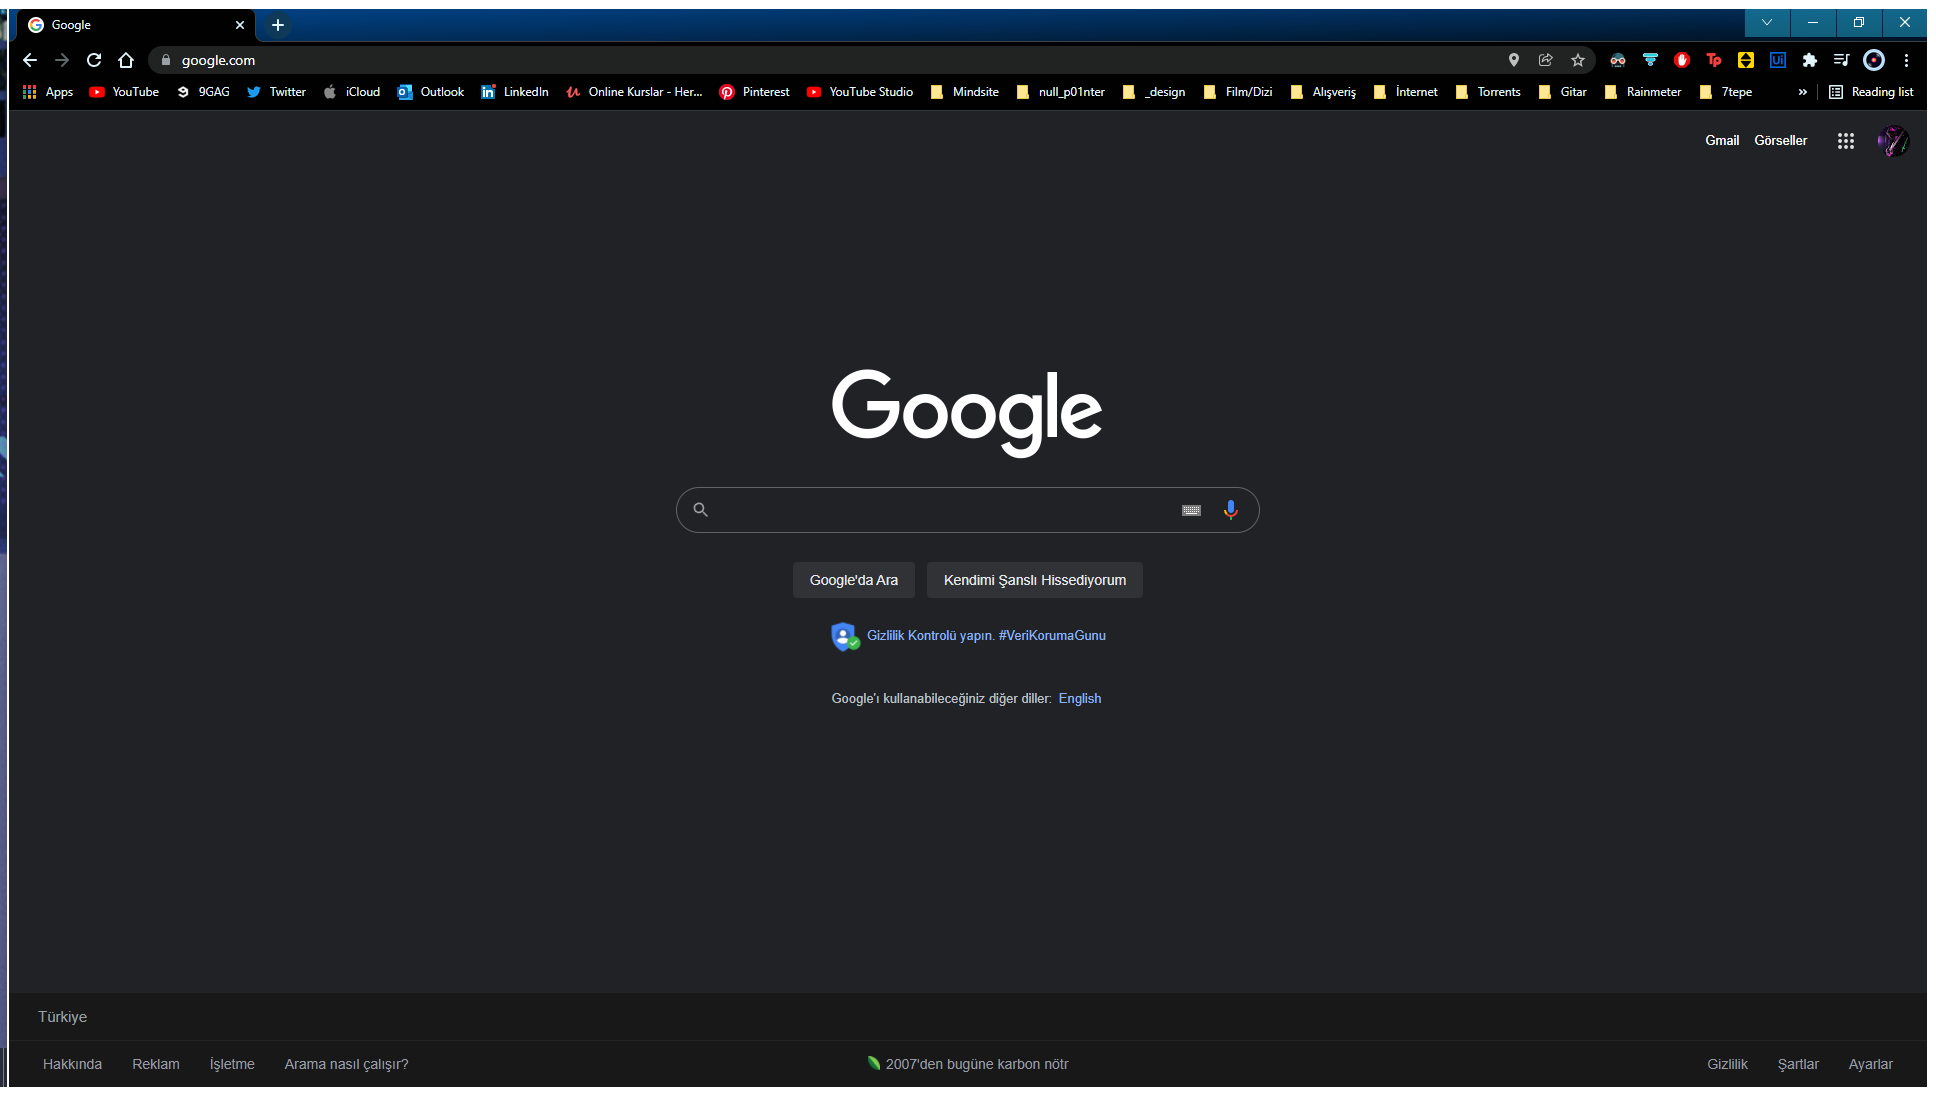 Google
google.com
Apps YouTube 9GAG Twitter iCloud Outlook LinkedIn Online Kurslar - Her... Pinterest YouTube Studio Mindsite null_p01nter _design Film/Dizi Alışveriş İnternet Torrents Gitar Rainmeter 7tepe » Reading list
Gmail Görseller
Google
Google'da Ara Kendimi Şanslı Hissediyorum
Gizlilik Kontrolü yapın. #VeriKorumaGunu
Google'ı kullanabileceğiniz diğer diller: English
Türkiye
Hakkında Reklam İşletme Arama nasıl çalışır? 2007'den bugüne karbon nötr Gizlilik Şartlar Ayarlar